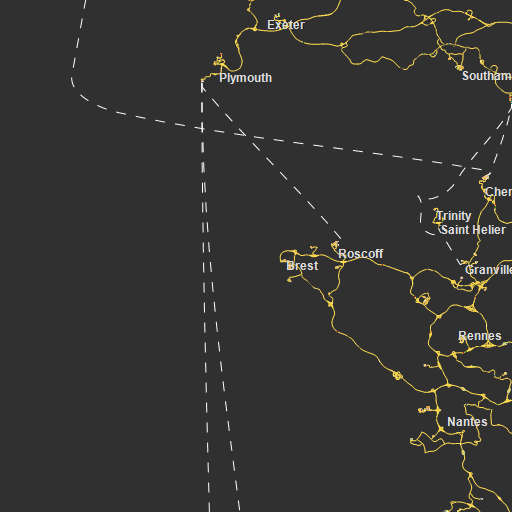 Exeter
Plymouth
Southam
Cher
Trinity
Saint Helier
Roscoff
Brest
Granville
Rennes
Nantes